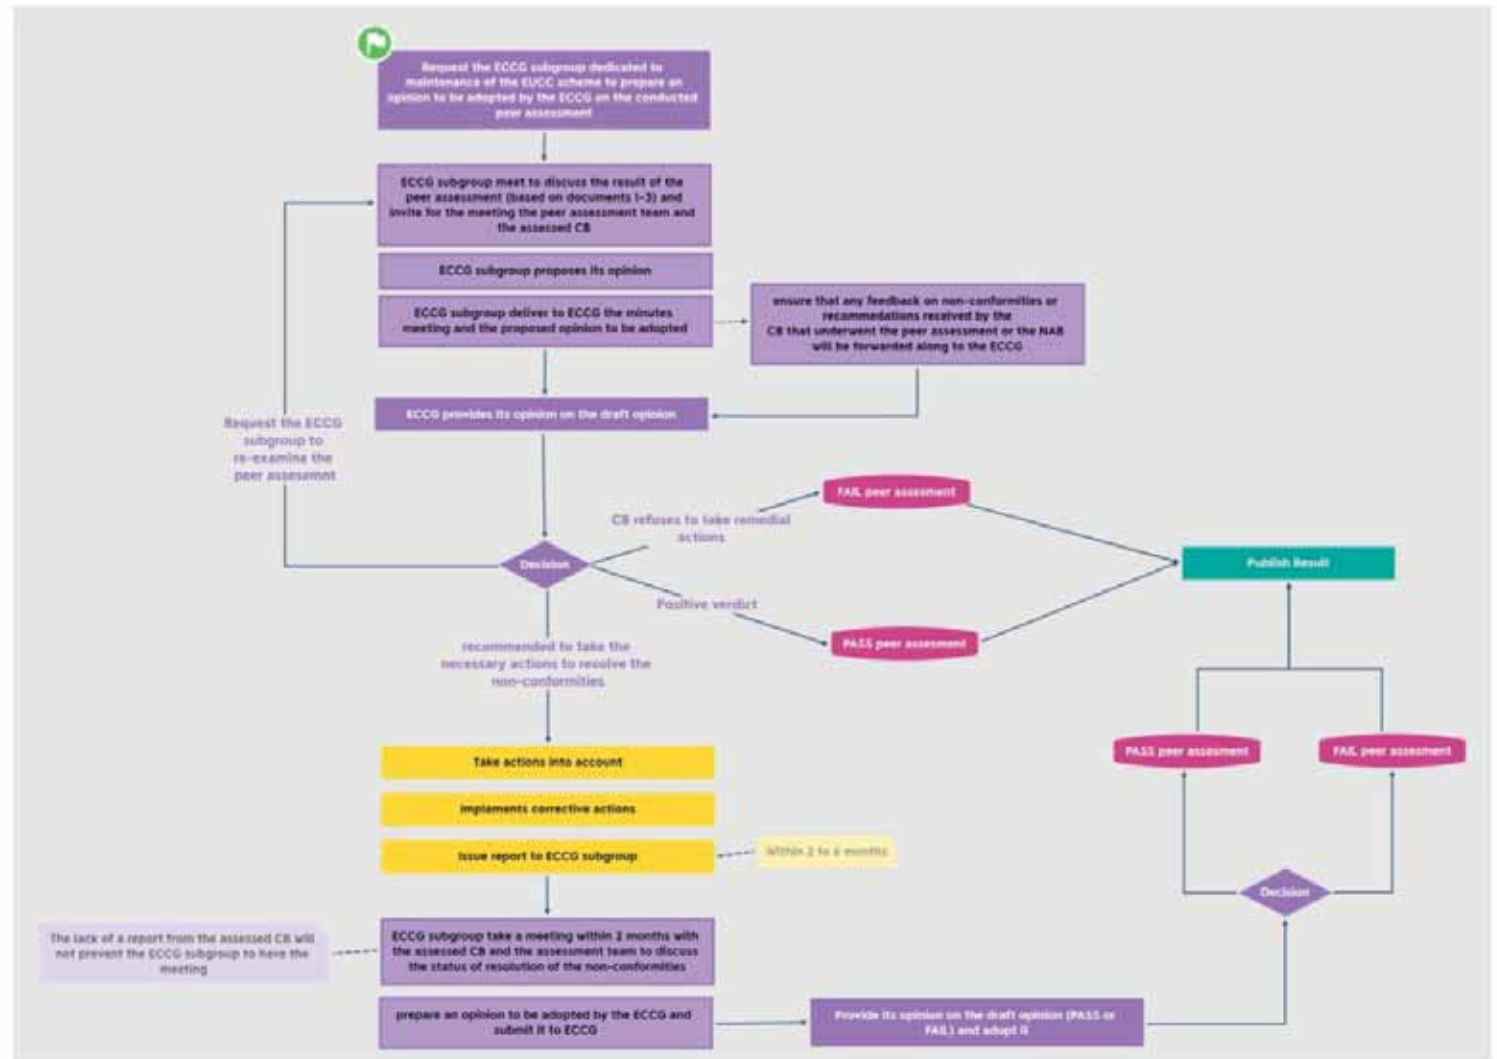 Request the ECCG subgroup dedicated to
maintenance of the EUCC scheme to prepare an
opinion to be adopted by the ECCG on the conducted
peer assessment
ECCG subgroup meet to discuss the result of the
peer assessment (based on documents 1-3) and
invite for the meeting the peer assessment team and
the assessed CB
ECCG subgroup proposes its opinion
ECCG subgroup deliver to ECCG the minutes
meeting and the proposed opinion to be adopted
ensure that any feedback on non-conformities or
recommedations received by the
CB that underwent the peer assessment or the NAB
will be forwarded along to the ECCG
ECCG provides its opinion on the draft opinion
Request the ECCG
subgroup to
re-examine the
peer assesemnt
FAIL peer assesment
CB refuses to take remedial
actions
Decision
Publish Result
Positive verdict
PASS peer assesment
recommended to take the
necessary actions to resolve the
non-conformities
Take actions into account
implements corrective actions
Issue report to ECCG subgroup
Within 2 to 6 months
PASS peer assesment
FAIL peer assesment
Decision
The lack of a report from the assessed CB will
not prevent the ECCG subgroup to have the
meeting
ECCG subgroup take a meeting within 2 months with
the assessed CB and the assessment team to discuss
the status of resolution of the non-conformities
prepare an opinion to be adopted by the ECCG and
submit it to ECCG
Provide its opinion on the draft opinion (PASS or
FAIL) and adopt it